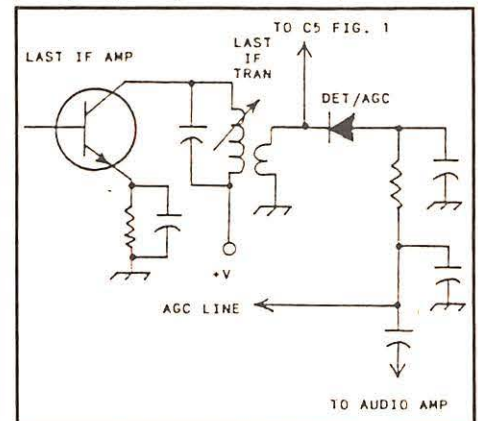 TO C5 FIG. 1
LAST IF AMP
LAST
IF
TRAN
DET/AGC
+V
AGC LINE
TO AUDIO AMP